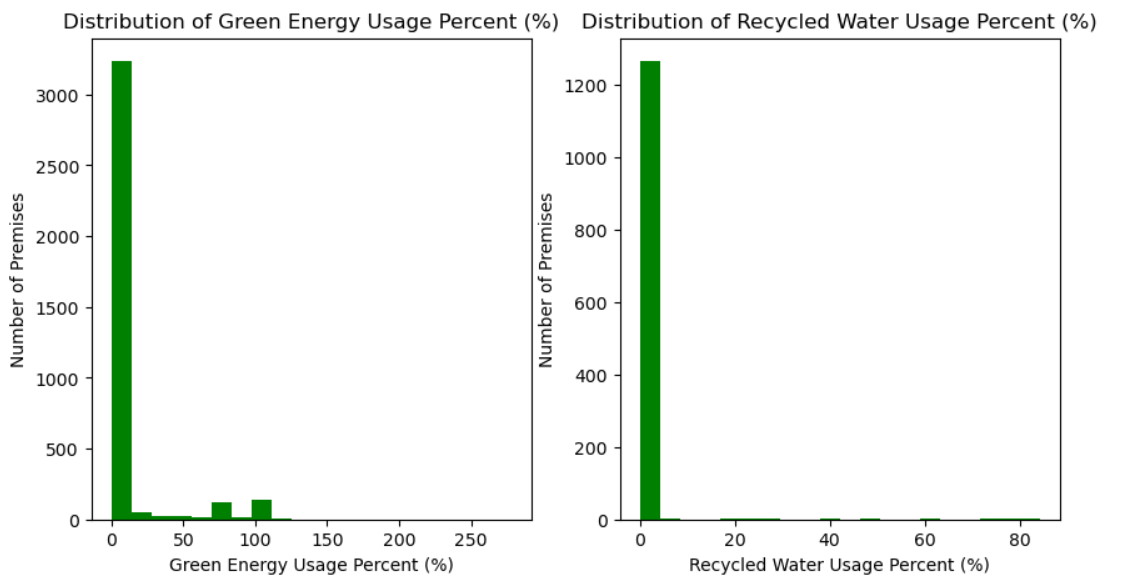 Distribution of Green Energy Usage Percent (%)
Number of Premises
3000
2500
2000
1500
1000
500
0
0 50 100 150 200 250
Green Energy Usage Percent (%)
Distribution of Recycled Water Usage Percent (%)
Number of Premises
1200
1000
800
600
400
200
0
0 20 40 60 80
Recycled Water Usage Percent (%)